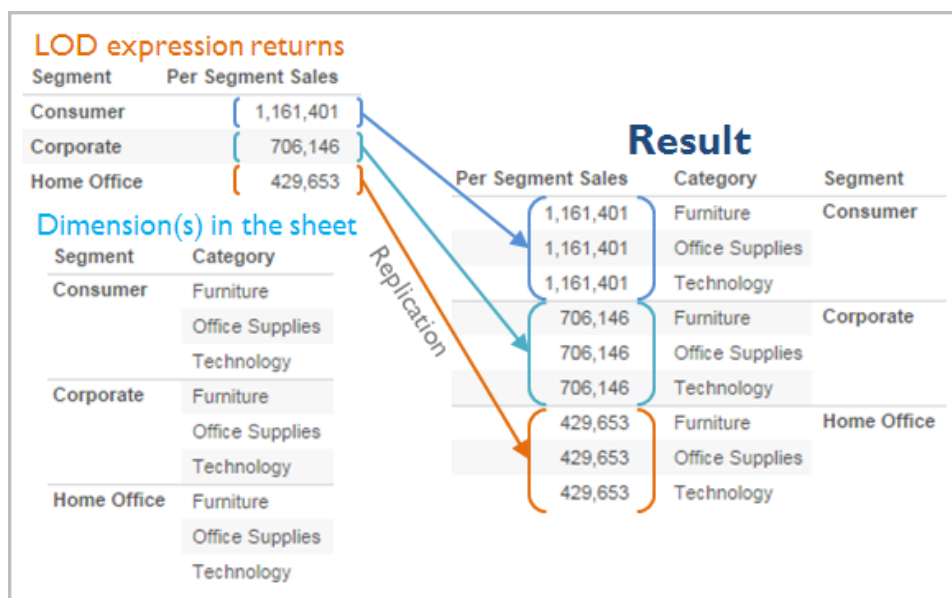 LOD expression returns
Segment Per Segment Sales
Consumer 1,161,401
Corporate 706,146
Home Office 429,653
Dimension(s) in the sheet
Segment Category
Consumer Furniture
Office Supplies
Technology
Corporate Furniture
Office Supplies
Technology
Home Office Furniture
Office Supplies
Technology
Replication
Result
Per Segment Sales Category Segment
1,161,401 Furniture Consumer
1,161,401 Office Supplies
1,161,401 Technology
706,146 Furniture Corporate
706,146 Office Supplies
706,146 Technology
429,653 Furniture Home Office
429,653 Office Supplies
429,653 Technology